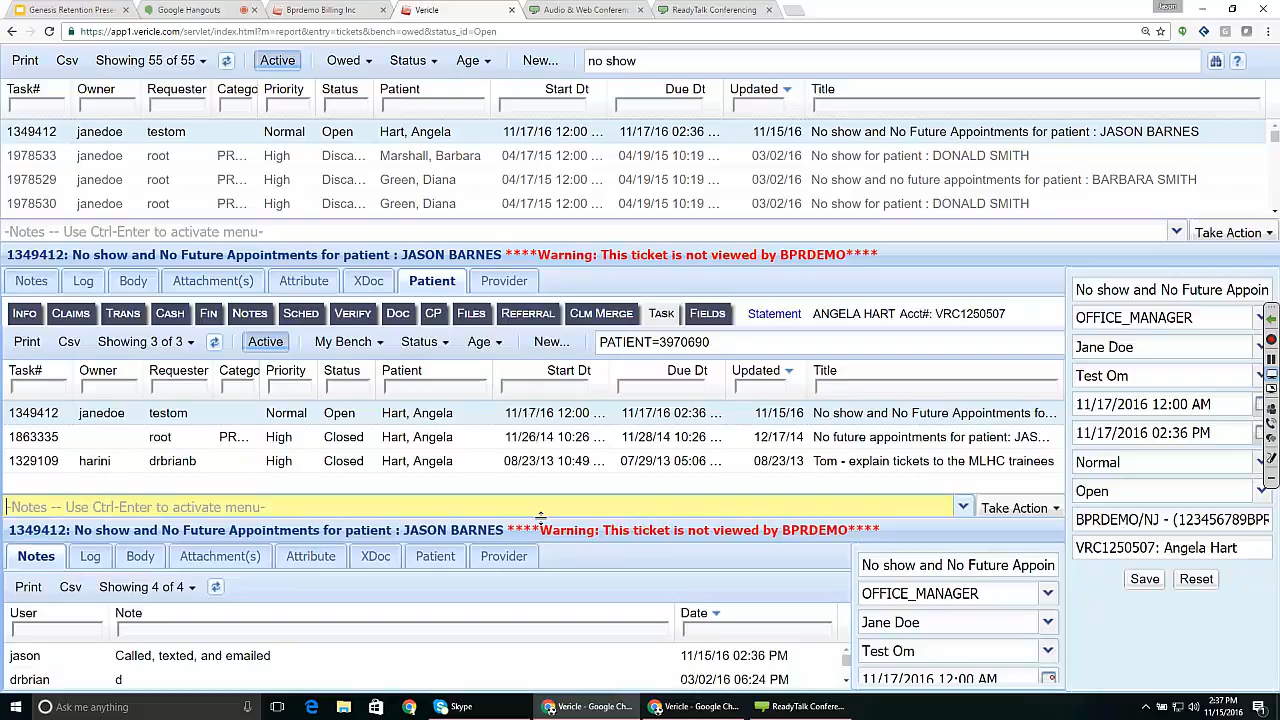 Genesis Retention Presen
Google Hangouts
Bprdemo Billing Inc
Vericle
Audio & Web Conferenc
ReadyTalk Conferencing
Jason
https://app1.vericle.com/servlet/index.html?m=report&entry=tickets&bench=owed&status_id=Open
Print Csv Showing 55 of 55 Active Owed Status Age New... no show
Task# Owner Requester Catego Priority Status Patient Start Dt Due Dt Updated Title
1349412 janedoe testom Normal Open Hart, Angela 11/17/16 12:00 ... 11/17/16 02:36 ... 11/15/16 No show and No Future Appointments for patient : JASON BARNES
1978533 janedoe root PR... High Disca... Marshall, Barbara 04/17/15 12:00 ... 04/19/15 10:19 ... 03/02/16 No show for patient : DONALD SMITH
1978529 janedoe root PR... High Disca... Green, Diana 04/17/15 12:00 ... 04/19/15 10:19 ... 03/02/16 No show and no future appointments for patient : BARBARA SMITH
1978530 janedoe root PR... High Disca... Green, Diana 04/17/15 12:00 ... 04/19/15 10:19 ... 03/02/16 No show for patient : DONALD SMITH
-Notes -- Use Ctrl-Enter to activate menu- Take Action
1349412: No show and No Future Appointments for patient : JASON BARNES ****Warning: This ticket is not viewed by BPRDEMO****
Notes Log Body Attachment(s) Attribute XDoc Patient Provider
INFO CLAIMS TRANS CASH FIN NOTES SCHED VERIFY DOC CP FILES REFERRAL CLM MERGE TASK FIELDS Statement ANGELA HART Acct#: VRC1250507
Print Csv Showing 3 of 3 Active My Bench Status Age New... PATIENT=3970690
Task# Owner Requester Catego Priority Status Patient Start Dt Due Dt Updated Title
1349412 janedoe testom Normal Open Hart, Angela 11/17/16 12:00 ... 11/17/16 02:36 ... 11/15/16 No show and No Future Appointments fo...
1863335 root PR... High Closed Hart, Angela 11/26/14 10:26 ... 11/28/14 10:26 ... 12/17/14 No future appointments for patient: JAS...
1329109 harini drbrianb High Closed Hart, Angela 08/23/13 10:49 ... 07/29/13 05:06 ... 08/23/13 Tom - explain tickets to the MLHC trainees
-Notes -- Use Ctrl-Enter to activate menu- Take Action
1349412: No show and No Future Appointments for patient : JASON BARNES ****Warning: This ticket is not viewed by BPRDEMO****
Notes Log Body Attachment(s) Attribute XDoc Patient Provider
Print Csv Showing 4 of 4
User Note Date
jason Called, texted, and emailed 11/15/16 02:36 PM
drbrian d 03/02/16 06:24 PM
No show and No Future Appoin
OFFICE_MANAGER
Jane Doe
Test Om
11/17/2016 12:00 AM
No show and No Future Appoin
OFFICE_MANAGER
Jane Doe
Test Om
11/17/2016 12:00 AM
11/17/2016 02:36 PM
Normal
Open
BPRDEMO/NJ - (123456789BPR
VRC1250507: Angela Hart
Save Reset
Ask me anything
Skype
Vericle - Google Ch...
Vericle - Google Ch...
ReadyTalk Conferen...
2:37 PM
11/15/2016